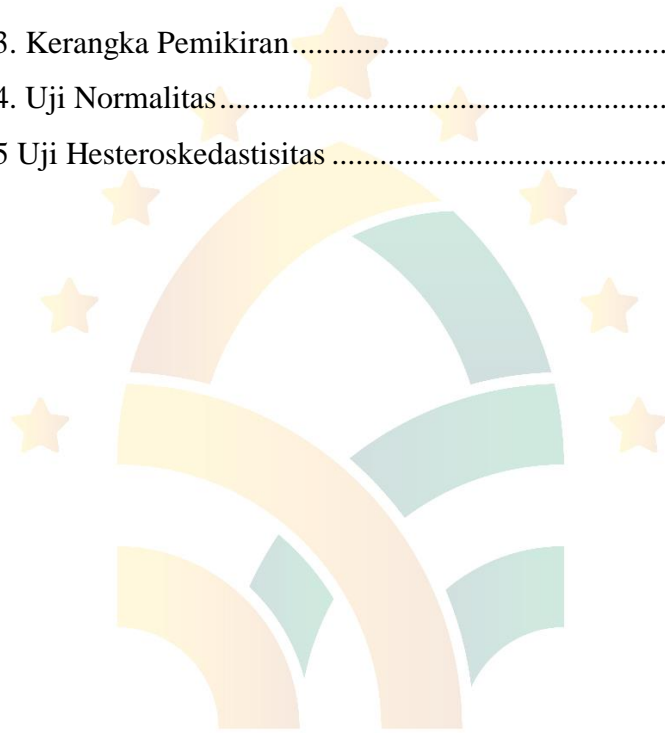 3. Kerangka Pemikiran.............................................
4. Uji Normalitas.........................................................
5 Uji Hesteroskedastisitas ..........................................